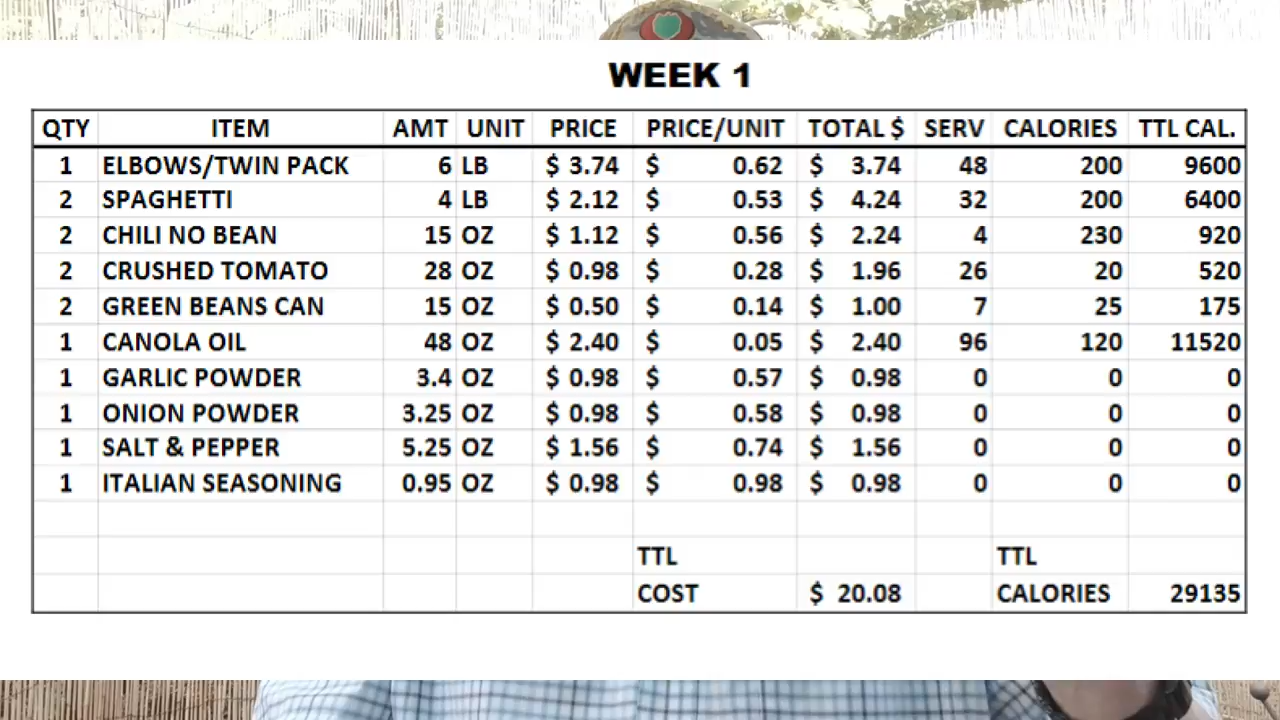 WEEK 1
QTY ITEM AMT UNIT PRICE PRICE/UNIT TOTAL $ SERV CALORIES TTL CAL.
1 ELBOWS/TWIN PACK 6 LB $ 3.74 $ 0.62 $ 3.74 48 200 9600
2 SPAGHETTI 4 LB $ 2.12 $ 0.53 $ 4.24 32 200 6400
2 CHILI NO BEAN 15 OZ $ 1.12 $ 0.56 $ 2.24 4 230 920
2 CRUSHED TOMATO 28 OZ $ 0.98 $ 0.28 $ 1.96 26 20 520
2 GREEN BEANS CAN 15 OZ $ 0.50 $ 0.14 $ 1.00 7 25 175
1 CANOLA OIL 48 OZ $ 2.40 $ 0.05 $ 2.40 96 120 11520
1 GARLIC POWDER 3.4 OZ $ 0.98 $ 0.57 $ 0.98 0 0 0
1 ONION POWDER 3.25 OZ $ 0.98 $ 0.58 $ 0.98 0 0 0
1 SALT & PEPPER 5.25 OZ $ 1.56 $ 0.74 $ 1.56 0 0 0
1 ITALIAN SEASONING 0.95 OZ $ 0.98 $ 0.98 $ 0.98 0 0 0
TTL TTL
COST $ 20.08 CALORIES 29135